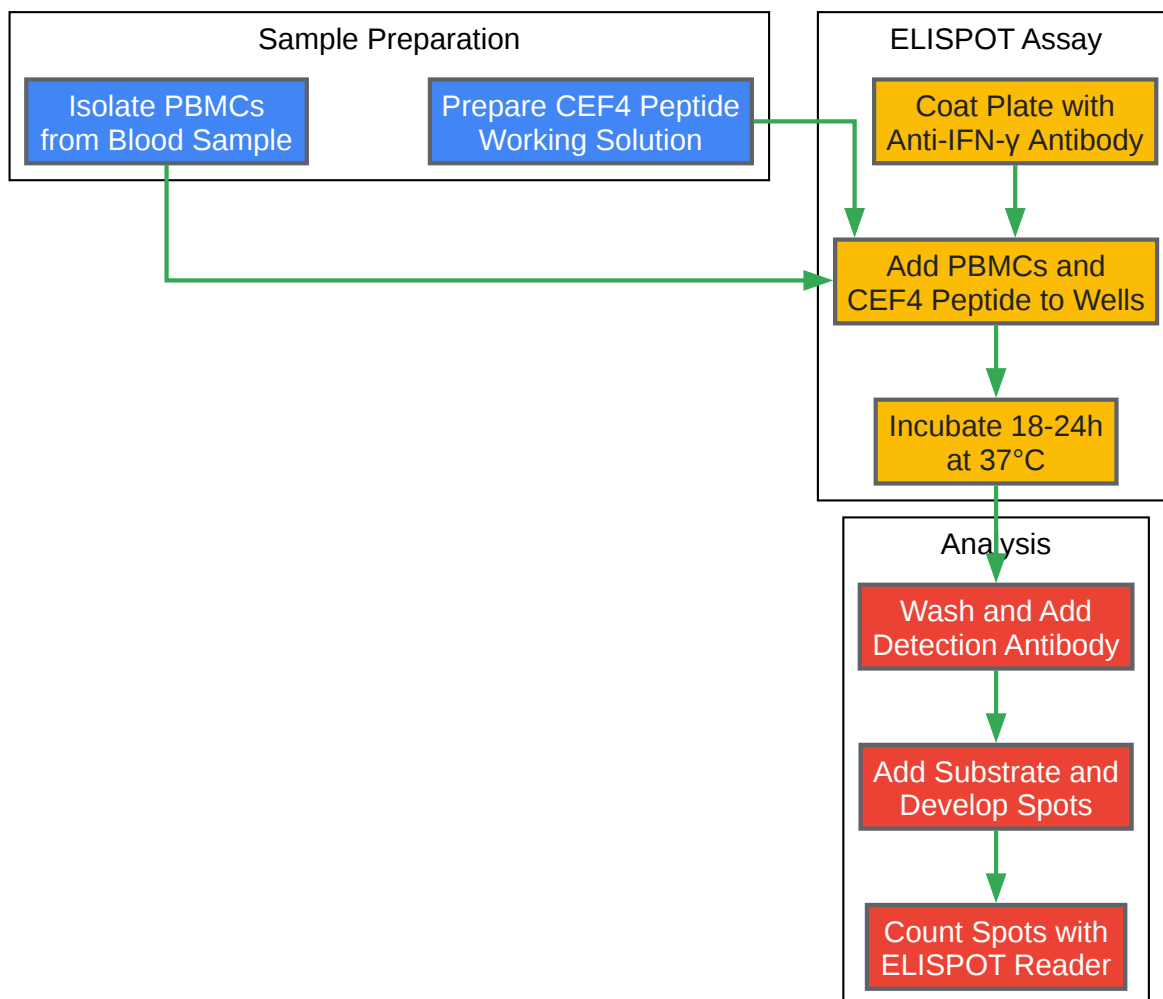 Sample Preparation
Isolate PBMCs
from Blood Sample
Prepare CEF4 Peptide
Working Solution
ELISPOT Assay
Coat Plate with
Anti-IFN-γ Antibody
Add PBMCs and
CEF4 Peptide to Wells
Incubate 18-24h
at 37°C
Analysis
Wash and Add
Detection Antibody
Add Substrate and
Develop Spots
Count Spots with
ELISPOT Reader